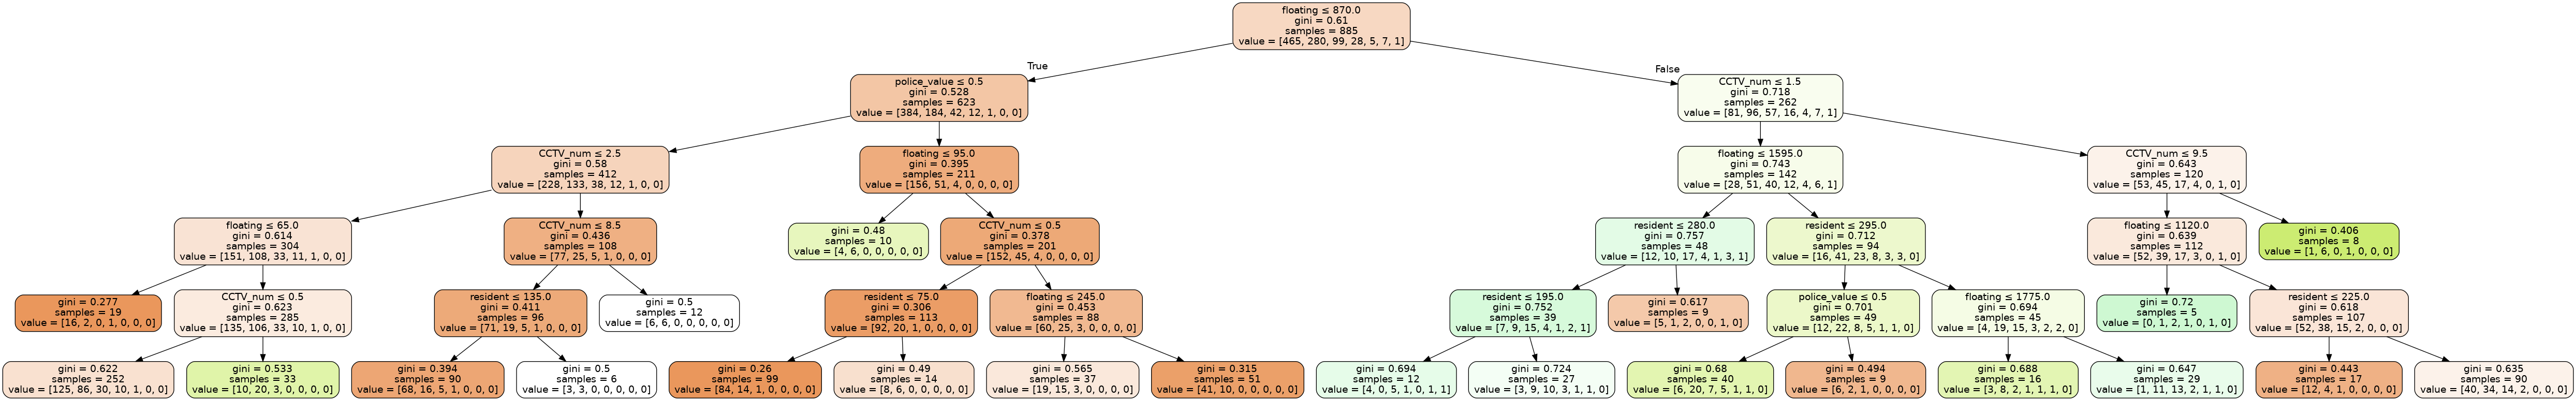 floating ≤ 870.0
gini = 0.61
samples = 885
value = [465, 280, 99, 28, 5, 7, 1]
True
False
police_value ≤ 0.5
gini = 0.528
samples = 623
value = [384, 184, 42, 12, 1, 0, 0]
CCTV_num ≤ 1.5
gini = 0.718
samples = 262
value = [81, 96, 57, 16, 4, 7, 1]
CCTV_num ≤ 2.5
gini = 0.58
samples = 412
value = [228, 133, 38, 12, 1, 0, 0]
floating ≤ 95.0
gini = 0.395
samples = 211
value = [156, 51, 4, 0, 0, 0, 0]
floating ≤ 1595.0
gini = 0.743
samples = 142
value = [28, 51, 40, 12, 4, 6, 1]
CCTV_num ≤ 9.5
gini = 0.643
samples = 120
value = [53, 45, 17, 4, 0, 1, 0]
floating ≤ 65.0
gini = 0.614
samples = 304
value = [151, 108, 33, 11, 1, 0, 0]
CCTV_num ≤ 8.5
gini = 0.436
samples = 108
value = [77, 25, 5, 1, 0, 0, 0]
gini = 0.48
samples = 10
value = [4, 6, 0, 0, 0, 0, 0]
CCTV_num ≤ 0.5
gini = 0.378
samples = 201
value = [152, 45, 4, 0, 0, 0, 0]
resident ≤ 280.0
gini = 0.757
samples = 48
value = [12, 10, 17, 4, 1, 3, 1]
resident ≤ 295.0
gini = 0.712
samples = 94
value = [16, 41, 23, 8, 3, 3, 0]
floating ≤ 1120.0
gini = 0.639
samples = 112
value = [52, 39, 17, 3, 0, 1, 0]
gini = 0.406
samples = 8
value = [1, 6, 0, 1, 0, 0, 0]
gini = 0.277
samples = 19
value = [16, 2, 0, 1, 0, 0, 0]
CCTV_num ≤ 0.5
gini = 0.623
samples = 285
value = [135, 106, 33, 10, 1, 0, 0]
resident ≤ 135.0
gini = 0.411
samples = 96
value = [71, 19, 5, 1, 0, 0, 0]
gini = 0.5
samples = 12
value = [6, 6, 0, 0, 0, 0, 0]
resident ≤ 75.0
gini = 0.306
samples = 113
value = [92, 20, 1, 0, 0, 0, 0]
floating ≤ 245.0
gini = 0.453
samples = 88
value = [60, 25, 3, 0, 0, 0, 0]
resident ≤ 195.0
gini = 0.752
samples = 39
value = [7, 9, 15, 4, 1, 2, 1]
gini = 0.617
samples = 9
value = [5, 1, 2, 0, 0, 1, 0]
police_value ≤ 0.5
gini = 0.701
samples = 49
value = [12, 22, 8, 5, 1, 1, 0]
floating ≤ 1775.0
gini = 0.694
samples = 45
value = [4, 19, 15, 3, 2, 2, 0]
gini = 0.72
samples = 5
value = [0, 1, 2, 1, 0, 1, 0]
resident ≤ 225.0
gini = 0.618
samples = 107
value = [52, 38, 15, 2, 0, 0, 0]
gini = 0.622
samples = 252
value = [125, 86, 30, 10, 1, 0, 0]
gini = 0.533
samples = 33
value = [10, 20, 3, 0, 0, 0, 0]
gini = 0.394
samples = 90
value = [68, 16, 5, 1, 0, 0, 0]
gini = 0.5
samples = 6
value = [3, 3, 0, 0, 0, 0, 0]
gini = 0.26
samples = 99
value = [84, 14, 1, 0, 0, 0, 0]
gini = 0.49
samples = 14
value = [8, 6, 0, 0, 0, 0, 0]
gini = 0.565
samples = 37
value = [19, 15, 3, 0, 0, 0, 0]
gini = 0.315
samples = 51
value = [41, 10, 0, 0, 0, 0, 0]
gini = 0.694
samples = 12
value = [4, 0, 5, 1, 0, 1, 1]
gini = 0.724
samples = 27
value = [3, 9, 10, 3, 1, 1, 0]
gini = 0.68
samples = 40
value = [6, 20, 7, 5, 1, 1, 0]
gini = 0.494
samples = 9
value = [6, 2, 1, 0, 0, 0, 0]
gini = 0.688
samples = 16
value = [3, 8, 2, 1, 1, 1, 0]
gini = 0.647
samples = 29
value = [1, 11, 13, 2, 1, 1, 0]
gini = 0.443
samples = 17
value = [12, 4, 1, 0, 0, 0, 0]
gini = 0.635
samples = 90
value = [40, 34, 14, 2, 0, 0, 0]